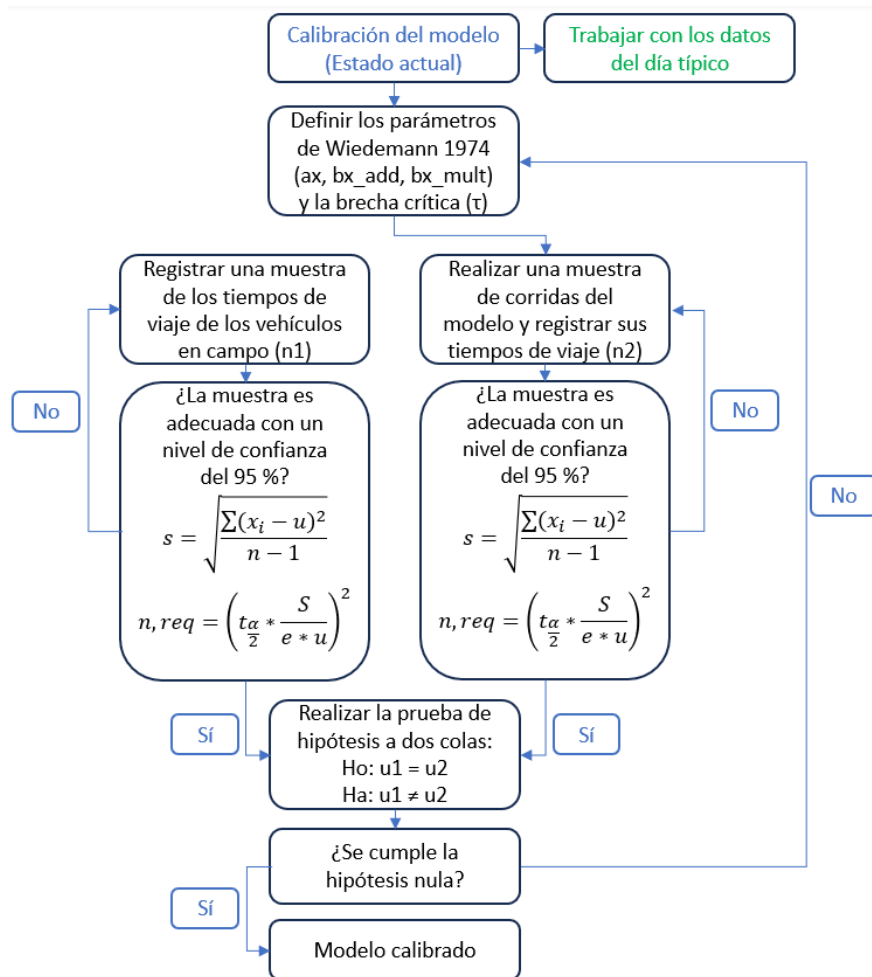 Calibración del modelo
(Estado actual)
Trabajar con los datos
del día típico
Definir los parámetros
de Wiedemann 1974
(ax, bx_add, bx_mult)
y la brecha crítica (τ)
Registrar una muestra
de los tiempos de
viaje de los vehículos
en campo (n1)
Realizar una muestra
de corridas del
modelo y registrar sus
tiempos de viaje (n2)
No
¿La muestra es
adecuada con un
nivel de confianza
del 95 %?
s = √(∑(x_i − u)² / (n − 1))
n, req = (t_{α/2} * S / (e * u))²
¿La muestra es
adecuada con un
nivel de confianza
del 95 %?
s = √(∑(x_i − u)² / (n − 1))
n, req = (t_{α/2} * S / (e * u))²
No
No
Sí
Realizar la prueba de
hipótesis a dos colas:
Ho: u1 = u2
Ha: u1 ≠ u2
Sí
¿Se cumple la
hipótesis nula?
Sí
Modelo calibrado